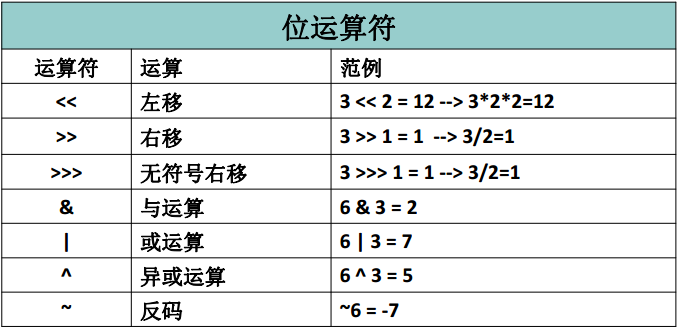 位运算符
运算符 运算 范例
<< 左移 3 << 2 = 12 --> 3*2*2=12
>> 右移 3 >> 1 = 1 --> 3/2=1
>>> 无符号右移 3 >>> 1 = 1 --> 3/2=1
& 与运算 6 & 3 = 2
| 或运算 6 | 3 = 7
^ 异或运算 6 ^ 3 = 5
~ 反码 ~6 = -7